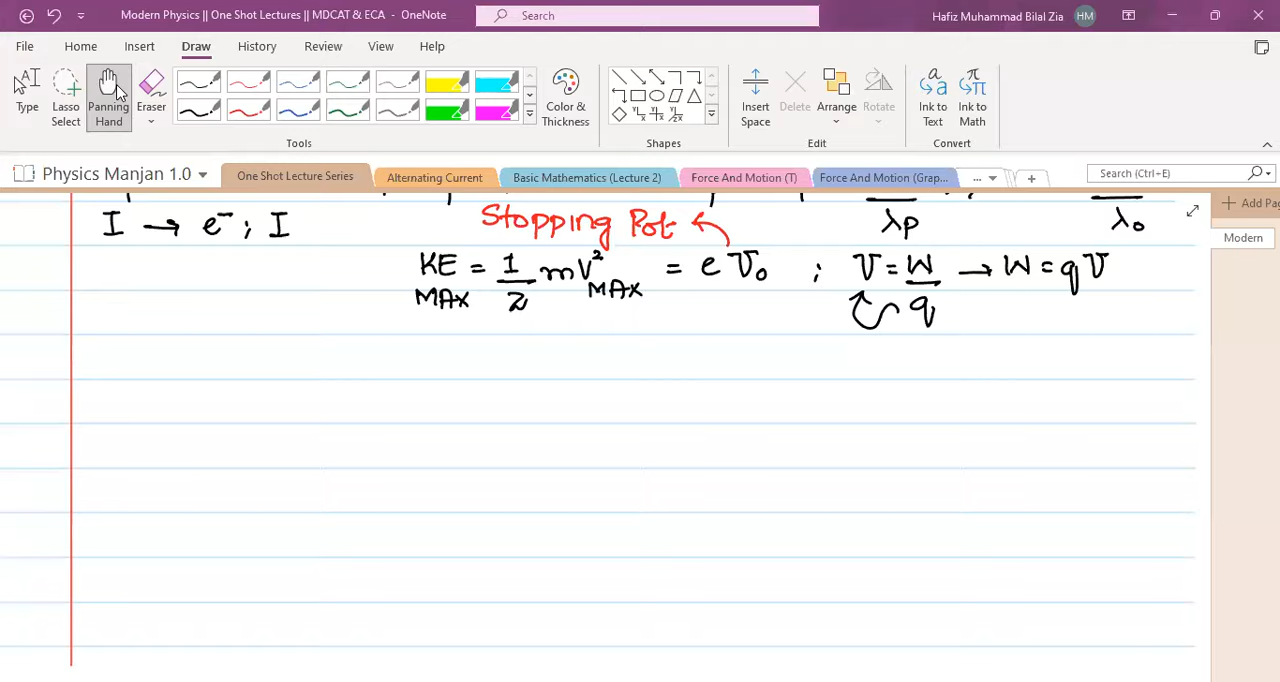 Modern Physics || One Shot Lectures || MDCAT & ECA - OneNote
Search
Hafiz Muhammad Bilal Zia HM
File Home Insert Draw History Review View Help
Type
Lasso Select
Panning Hand
Eraser
Color & Thickness
Insert Space
Delete
Arrange
Rotate
Ink to Text
Ink to Math
Tools
Shapes
Edit
Convert
Physics Manjan 1.0
One Shot Lecture Series
Alternating Current
Basic Mathematics (Lecture 2)
Force And Motion (T)
Force And Motion (Grap...
...
Search (Ctrl+E)
Add Pag
Modern
I → e⁻ ; I
Stopping Pot
λp
λo
KE MAX = 1/2 mV² MAX = e Vo ; V = W/q → W = qV